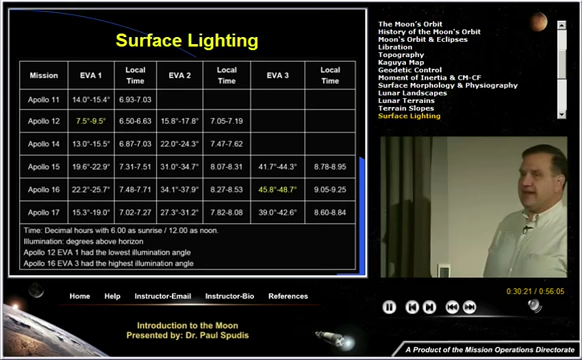 Surface Lighting
Mission EVA 1 Local Time EVA 2 Local Time EVA 3 Local Time
Apollo 11 14.0°-15.4° 6.93-7.03
Apollo 12 7.5°-9.5° 6.50-6.63 15.8°-17.8° 7.05-7.19
Apollo 14 13.0°-15.5° 6.87-7.03 22.0°-24.3° 7.47-7.62
Apollo 15 19.6°-22.9° 7.31-7.51 31.0°-34.7° 8.07-8.31 41.7°-44.3° 8.78-8.95
Apollo 16 22.2°-25.7° 7.48-7.71 34.1°-37.9° 8.27-8.53 45.8°-48.7° 9.05-9.25
Apollo 17 15.3°-19.0° 7.02-7.27 27.3°-31.2° 7.82-8.08 39.0°-42.6° 8.60-8.84
Time: Decimal hours with 6.00 as sunrise / 12.00 as noon.
Illumination: degrees above horizon
Apollo 12 EVA 1 had the lowest illumination angle
Apollo 16 EVA 3 had the highest illumination angle
The Moon's Orbit
History of the Moon's Orbit
Moon's Orbit & Eclipses
Libration
Topography
Kaguya Map
Geodetic Control
Moment of Inertia & CM-CF
Surface Morphology & Physiography
Lunar Landscapes
Lunar Terrains
Terrain Slopes
Surface Lighting
0:30:21 / 0:56:05
Home Help Instructor-Email Instructor-Bio References
Introduction to the Moon
Presented by: Dr. Paul Spudis
A Product of the Mission Operations Directorate